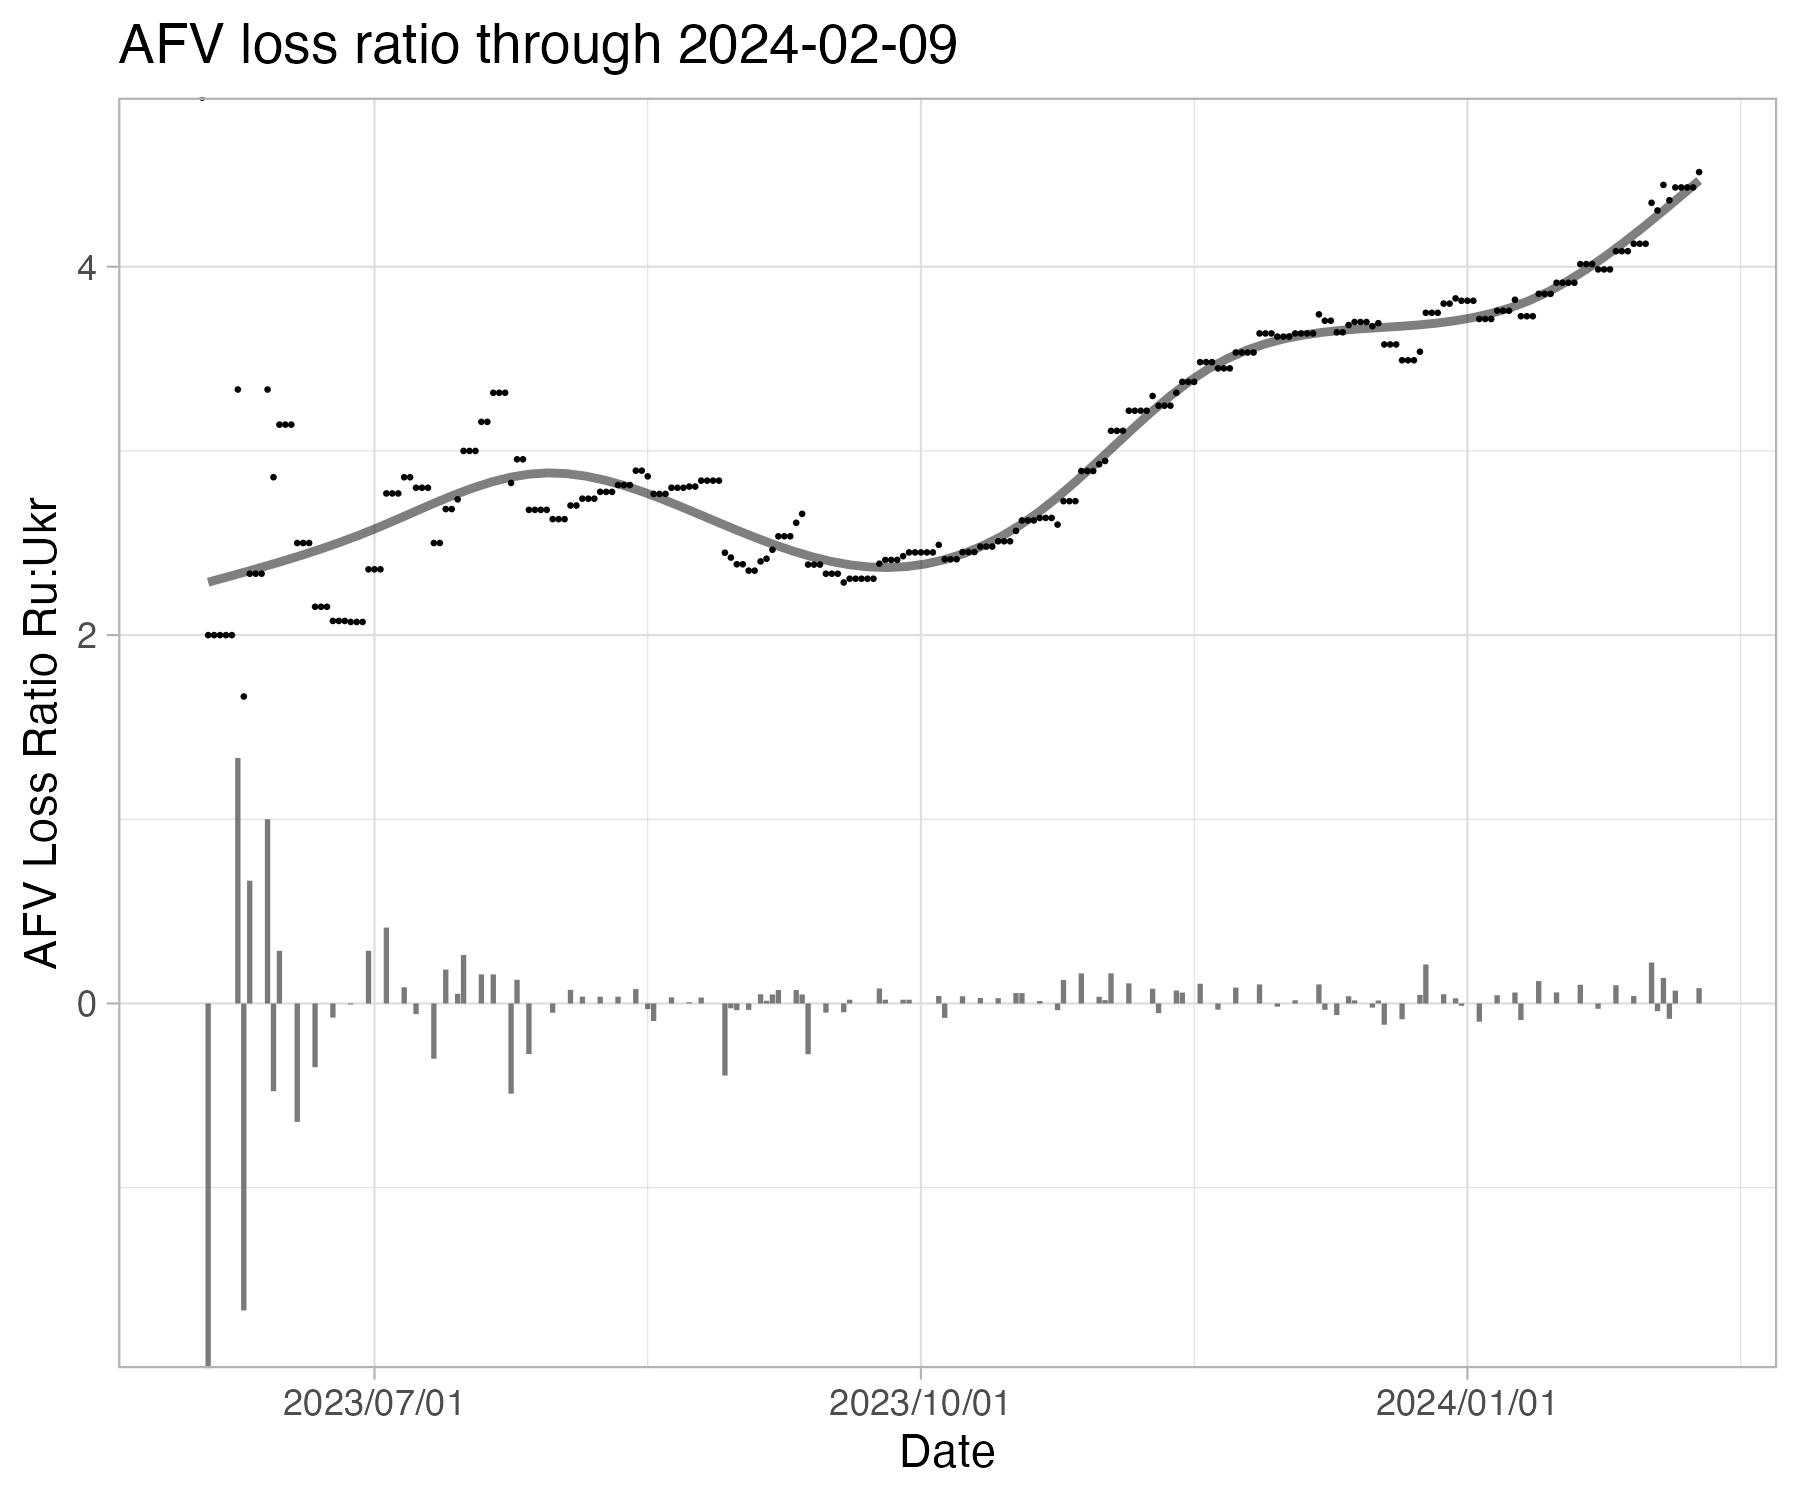 AFV loss ratio through 2024-02-09
AFV Loss Ratio Ru:Ukr
4
2
0
2023/07/01
2023/10/01
2024/01/01
Date